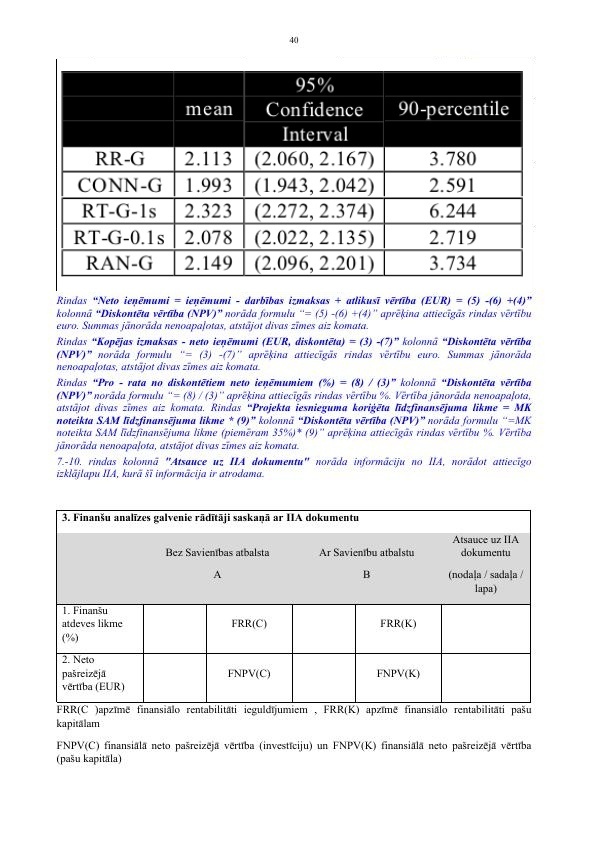 40
95%
mean Confidence 90-percentile
Interval
RR-G 2.113 (2.060, 2.167) 3.780
CONN-G 1.993 (1.943, 2.042) 2.591
RT-G-1s 2.323 (2.272, 2.374) 6.244
RT-G-0.1s 2.078 (2.022, 2.135) 2.719
RAN-G 2.149 (2.096, 2.201) 3.734
Rindas “Neto ieņēmumi = ieņēmumi - darbības izmaksas + atlikusī vērtība (EUR) = (5) -(6) +(4)”
kolonnā “Diskontēta vērtība (NPV)” norāda formulu “= (5) -(6) +(4)” aprēķina attiecīgās rindas vērtību
euro. Summas jānorāda nenoapaļotas, atstājot divas zīmes aiz komata.
Rindas “Kopējas izmaksas - neto ieņēmumi (EUR, diskontēta) = (3) -(7)” kolonnā “Diskontēta vērtība
(NPV)” norāda formulu “= (3) -(7)” aprēķina attiecīgās rindas vērtību euro. Summas jānorāda
nenoapaļotas, atstājot divas zīmes aiz komata.
Rindas “Pro - rata no diskontētiem neto ieņēmumiem (%) = (8) / (3)” kolonnā “Diskontēta vērtība
(NPV)” norāda formulu “= (8) / (3)” aprēķina attiecīgās rindas vērtību %. Vērtība jānorāda nenoapaļota,
atstājot divas zīmes aiz komata. Rindas “Projekta iesnieguma koriģēta līdzfinansējuma likme = MK
noteikta SAM līdzfinansējuma likme * (9)” kolonnā “Diskontēta vērtība (NPV)” norāda formulu “=MK
noteikta SAM līdzfinansējuma likme (piemēram 35%)* (9)” aprēķina attiecīgās rindas vērtību %. Vērtība
jānorāda nenoapaļota, atstājot divas zīmes aiz komata.
7.-10. rindas kolonnā "Atsauce uz IIA dokumentu" norāda informāciju no IIA, norādot attiecīgo
izklājlapu IIA, kurā šī informācija ir atrodama.
3. Finanšu analīzes galvenie rādītāji saskaņā ar IIA dokumentu
Bez Savienības atbalsta Ar Savienību atbalstu Atsauce uz IIA
dokumentu
A B (nodaļa / sadaļa /
lapa)
1. Finanšu
atdeves likme FRR(C) FRR(K)
(%)
2. Neto
pašreizējā FNPV(C) FNPV(K)
vērtība (EUR)
FRR(C )apzīmē finansiālo rentabilitāti ieguldījumiem , FRR(K) apzīmē finansiālo rentabilitāti pašu
kapitālam
FNPV(C) finansiālā neto pašreizējā vērtība (investīciju) un FNPV(K) finansiālā neto pašreizējā vērtība
(pašu kapitāla)